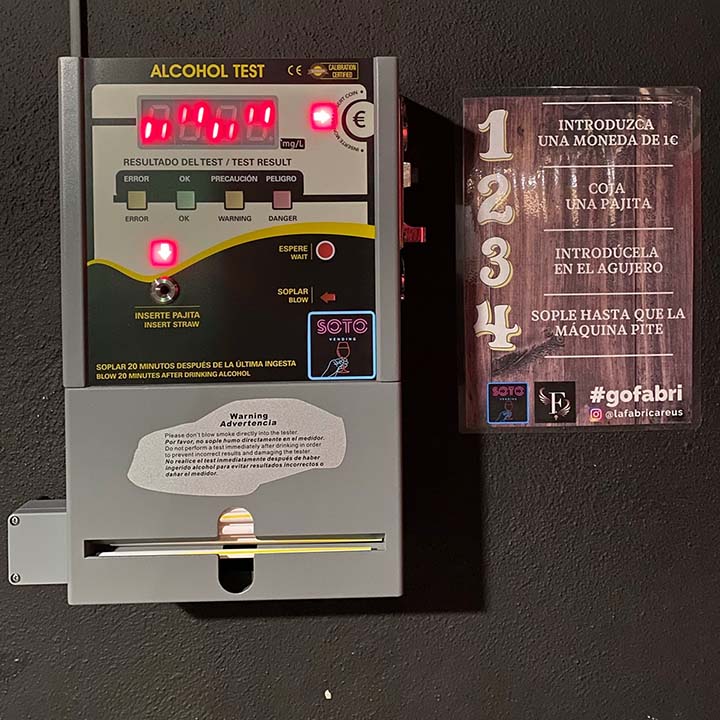 ALCOHOL TEST
CE
CALIBRATION
CERTIFIED
mg/L
€
RESULTADO DEL TEST / TEST RESULT
ERROR OK PRECAUCIÓN PELIGRO
ERROR OK WARNING DANGER
ESPERE
WAIT
SOPLAR
BLOW
INSERTE PAJITA
INSERT STRAW
SOTO
VENDING
SOPLAR 20 MINUTOS DESPUÉS DE LA ÚLTIMA INGESTA
BLOW 20 MINUTES AFTER DRINKING ALCOHOL
Warning
Advertencia
Please don't blow smoke directly into the tester.
Por favor, no sople humo directamente en el medidor.
Do not perform a test immediately after drinking in order
to prevent incorrect results and damaging the tester.
No realice el test inmediatamente después de haber
ingerido alcohol para evitar resultados incorrectos o
dañar el medidor.
1 INTRODUZCA
UNA MONEDA DE 1€
2 COJA
UNA PAJITA
3 INTRODÚCELA
EN EL AGUJERO
4 SOPLE HASTA QUE LA
MÁQUINA PITE
SOTO
VENDING
F
#gofabri
@lafabricareus